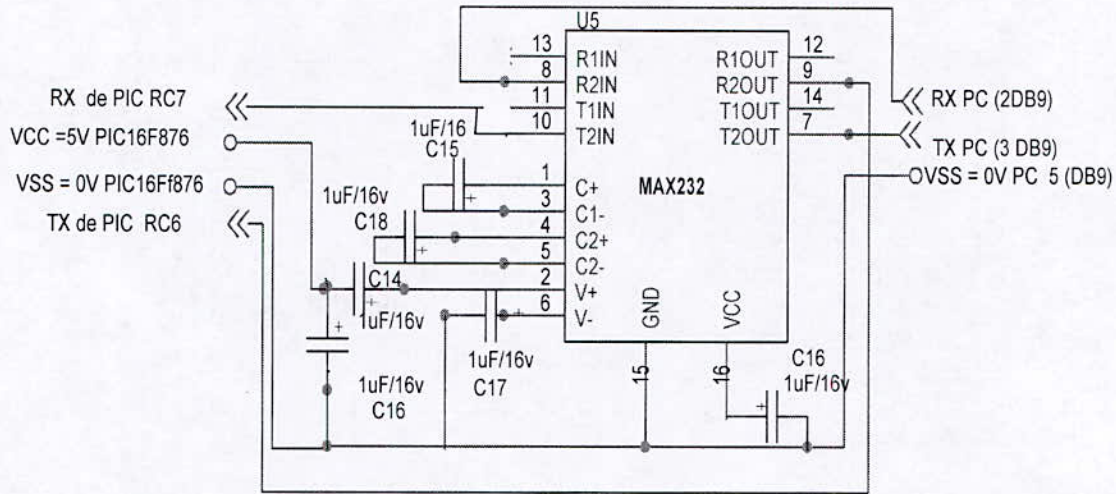 U5
13 R1IN R1OUT 12
8 R2IN R2OUT 9
11 T1IN T1OUT 14
10 T2IN T2OUT 7
RX de PIC RC7
VCC =5V PIC16F876
VSS = 0V PIC16Ff876
TX de PIC RC6
RX PC (2DB9)
TX PC (3 DB9)
VSS = 0V PC 5 (DB9)
MAX232
1uF/16
C15
1 C+
3 C1-
1uF/16v
C18
4 C2+
5 C2-
C14
1uF/16v
2 V+
6 V-
1uF/16v
C17
1uF/16v
C16
GND
15
VCC
16
C16
1uF/16v